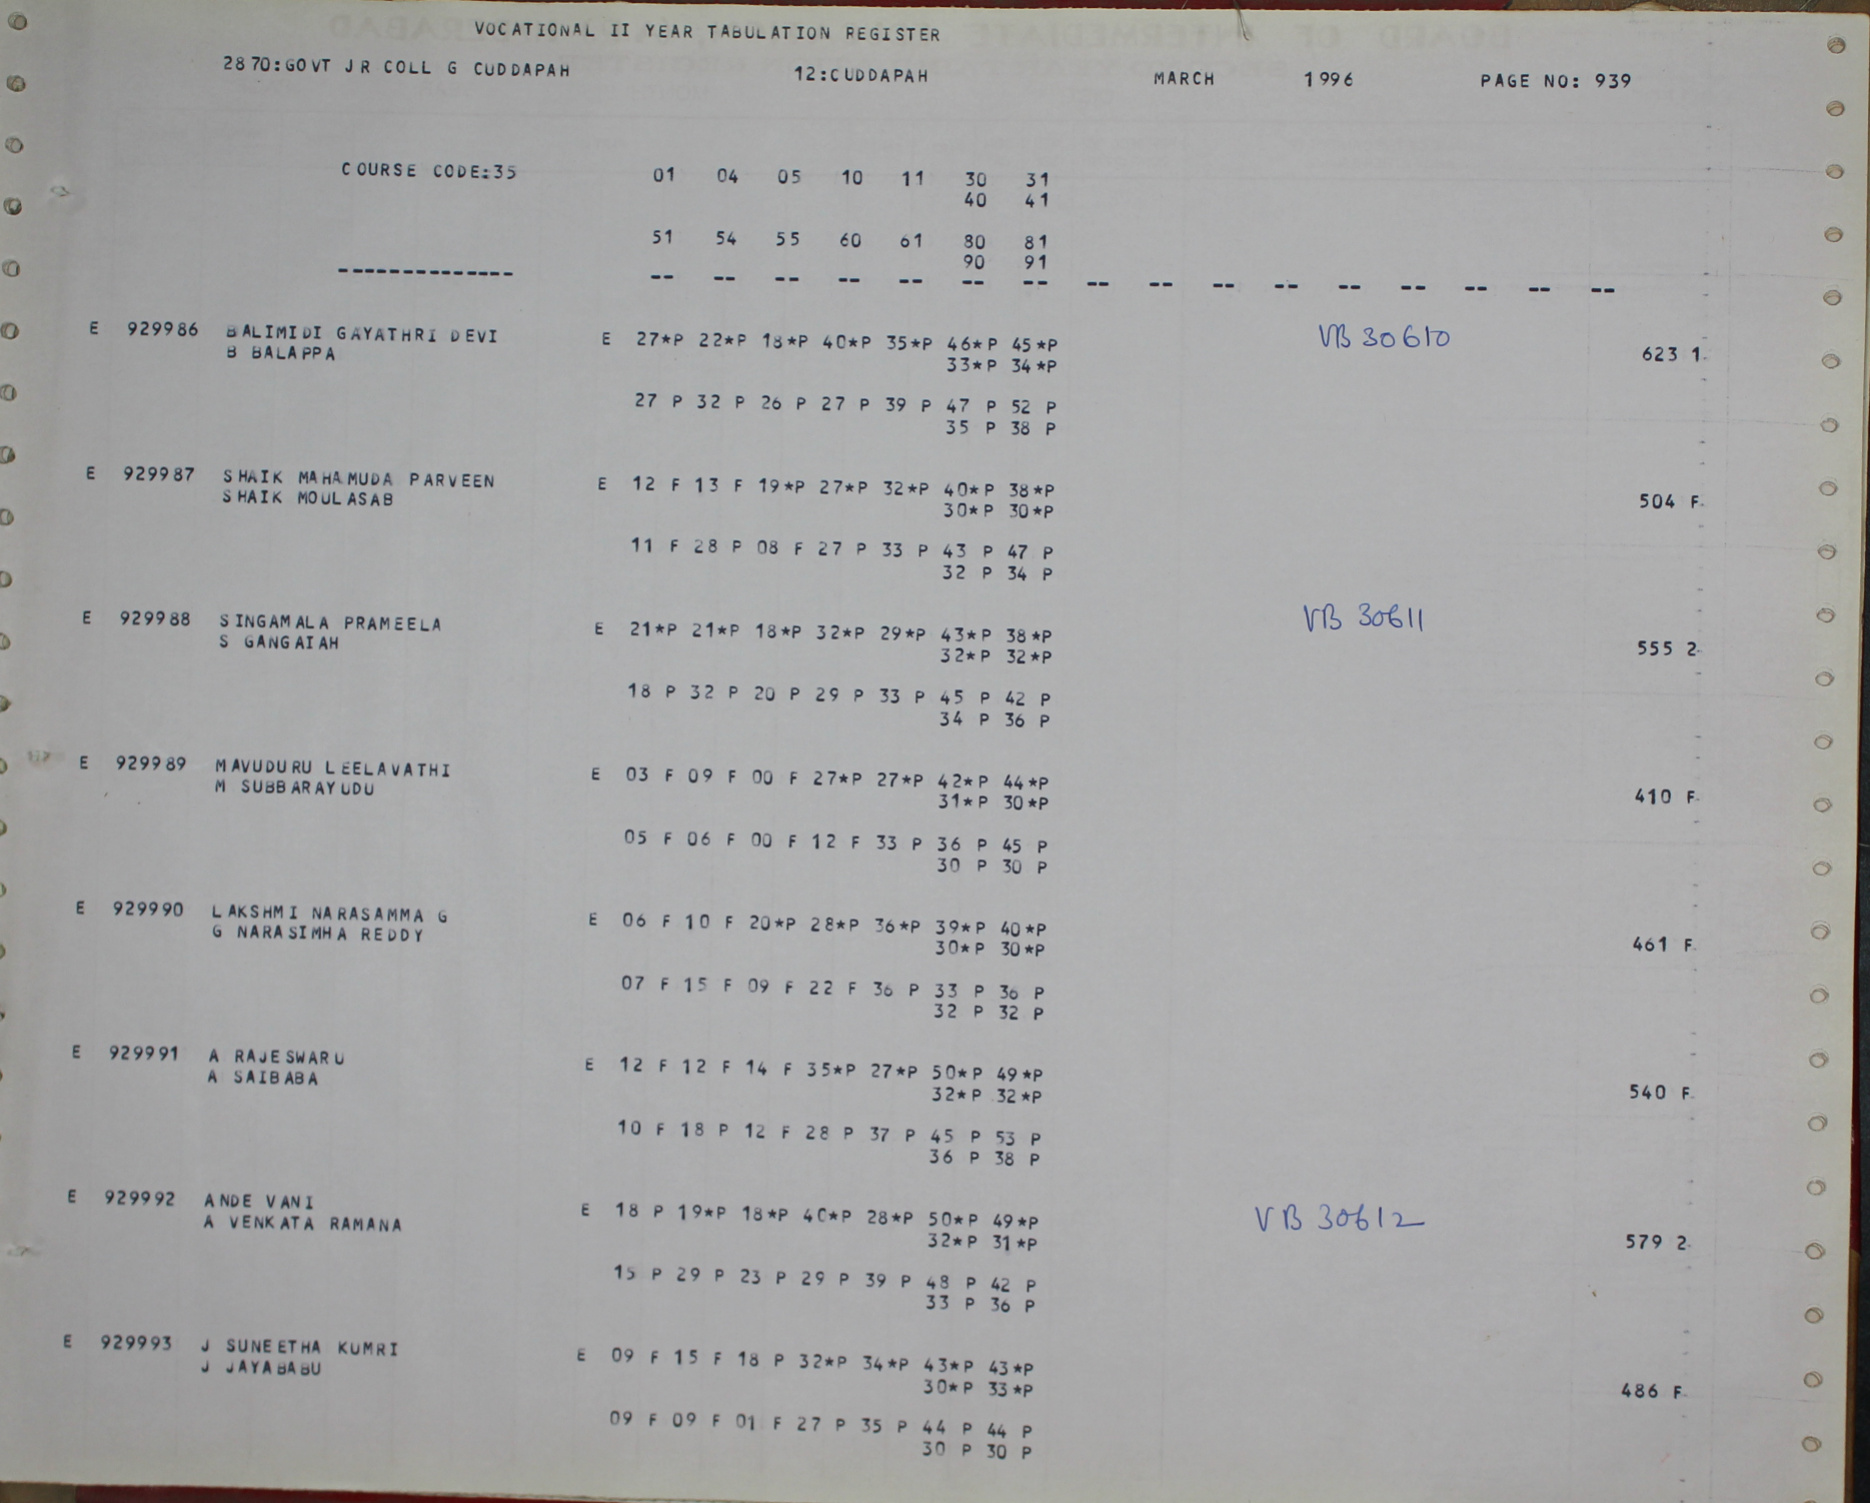 VOCATIONAL II YEAR TABULATION REGISTER
2870:GOVT JR COLL G CUDDAPAH 12:CUDDAPAH MARCH 1996 PAGE NO: 939
COURSE CODE:35 01 04 05 10 11 30 31
40 41
51 54 55 60 61 80 81
90 91
-------------- -- -- -- -- -- -- -- -- -- -- -- -- -- -- -- --
E 929986 BALIMIDI GAYATHRI DEVI E 27*P 22*P 18*P 40*P 35*P 46*P 45*P VB 30610
B BALAPPA 33*P 34*P 623 1
27 P 32 P 26 P 27 P 39 P 47 P 52 P
35 P 38 P
E 929987 SHAIK MAHAMUDA PARVEEN E 12 F 13 F 19*P 27*P 32*P 40*P 38*P
SHAIK MOULASAB 30*P 30*P 504 F
11 F 28 P 08 F 27 P 33 P 43 P 47 P
32 P 34 P
E 929988 SINGAMALA PRAMEELA E 21*P 21*P 18*P 32*P 29*P 43*P 38*P VB 30611
S GANGAIAH 32*P 32*P 555 2
18 P 32 P 20 P 29 P 33 P 45 P 42 P
34 P 36 P
E 929989 MAVUDURU LEELAVATHI E 03 F 09 F 00 F 27*P 27*P 42*P 44*P
M SUBBARAYUDU 31*P 30*P 410 F
05 F 06 F 00 F 12 F 33 P 36 P 45 P
30 P 30 P
E 929990 LAKSHMI NARASAMMA G E 06 F 10 F 20*P 28*P 36*P 39*P 40*P
G NARASIMHA REDDY 30*P 30*P 461 F
07 F 15 F 09 F 22 F 36 P 33 P 36 P
32 P 32 P
E 929991 A RAJESWARU E 12 F 12 F 14 F 35*P 27*P 50*P 49*P
A SAIBABA 32*P 32*P 540 F
10 F 18 P 12 F 28 P 37 P 45 P 53 P
36 P 38 P
E 929992 ANDE VANI E 18 P 19*P 18*P 40*P 28*P 50*P 49*P VB 30612
A VENKATA RAMANA 32*P 31*P 579 2
15 P 29 P 23 P 29 P 39 P 48 P 42 P
33 P 36 P
E 929993 J SUNEETHA KUMRI E 09 F 15 F 18 P 32*P 34*P 43*P 43*P
J JAYABABU 30*P 33*P 486 F
09 F 09 F 01 F 27 P 35 P 44 P 44 P
30 P 30 P